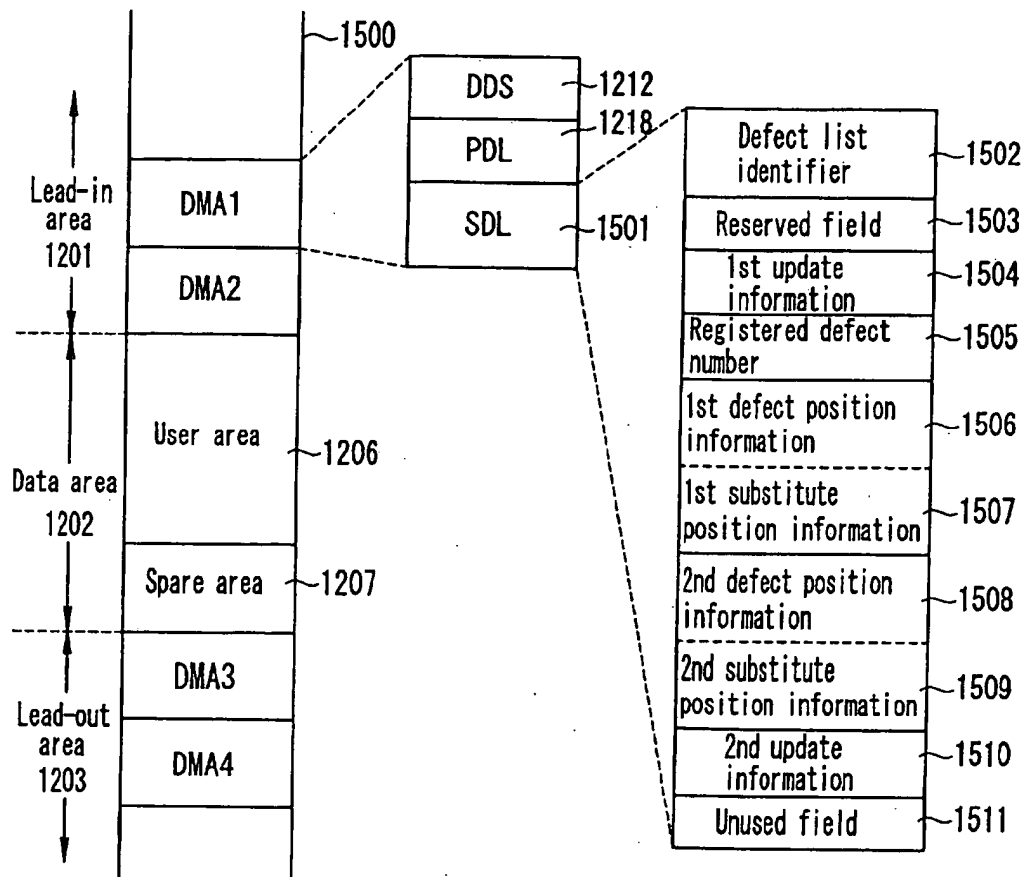 1500
Lead-in
area
1201
DMA1
DMA2
Data area
1202
User area
1206
Spare area
1207
Lead-out
area
1203
DMA3
DMA4
DDS
1212
PDL
1218
SDL
1501
Defect list
identifier
1502
Reserved field
1503
1st update
information
1504
Registered defect
number
1505
1st defect position
information
1506
1st substitute
position information
1507
2nd defect position
information
1508
2nd substitute
position information
1509
2nd update
information
1510
Unused field
1511